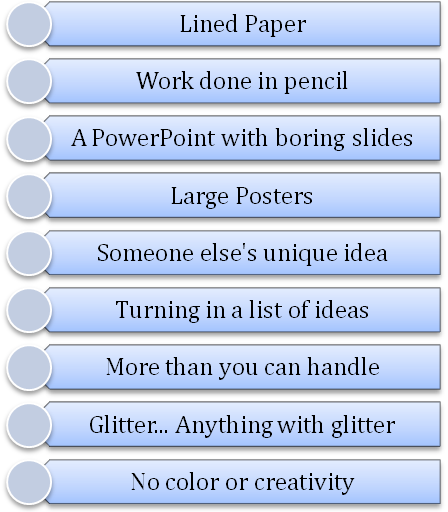 Lined Paper
Work done in pencil
A PowerPoint with boring slides
Large Posters
Someone else's unique idea
Turning in a list of ideas
More than you can handle
Glitter... Anything with glitter
No color or creativity